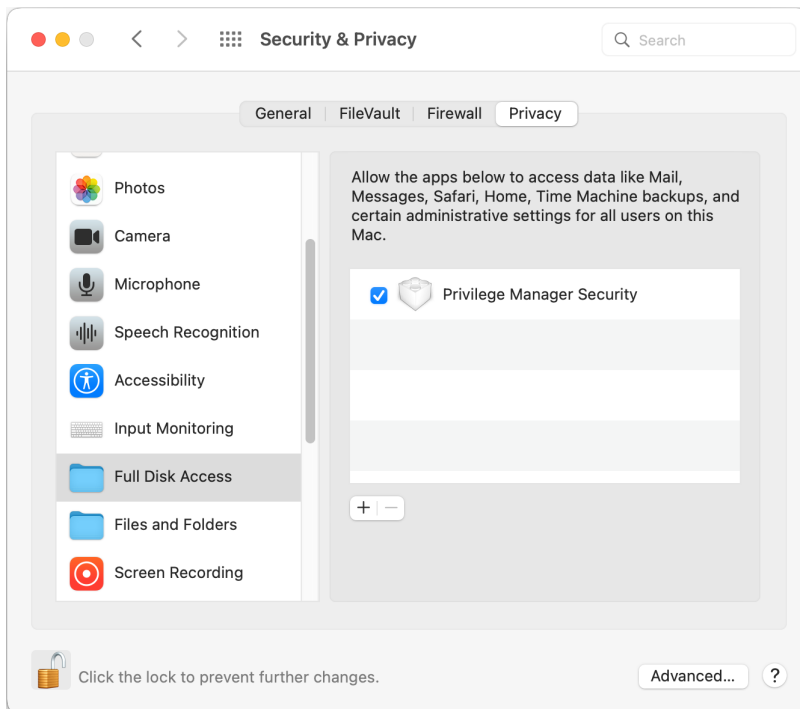 Security & Privacy
Search
General
FileVault
Firewall
Privacy
Photos
Camera
Microphone
Speech Recognition
Accessibility
Input Monitoring
Full Disk Access
Files and Folders
Screen Recording
Allow the apps below to access data like Mail,
Messages, Safari, Home, Time Machine backups, and
certain administrative settings for all users on this
Mac.
Privilege Manager Security
+
−
Click the lock to prevent further changes.
Advanced...
?